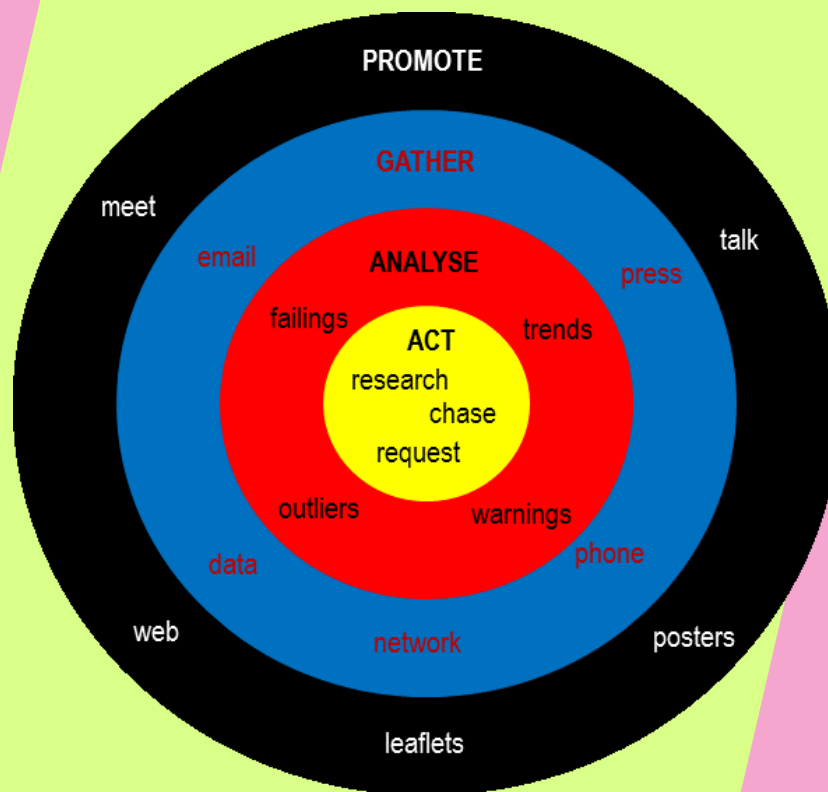 PROMOTE
meet
talk
web
posters
leaflets
GATHER
email
press
data
phone
network
ANALYSE
failings
trends
outliers
warnings
ACT
research
chase
request